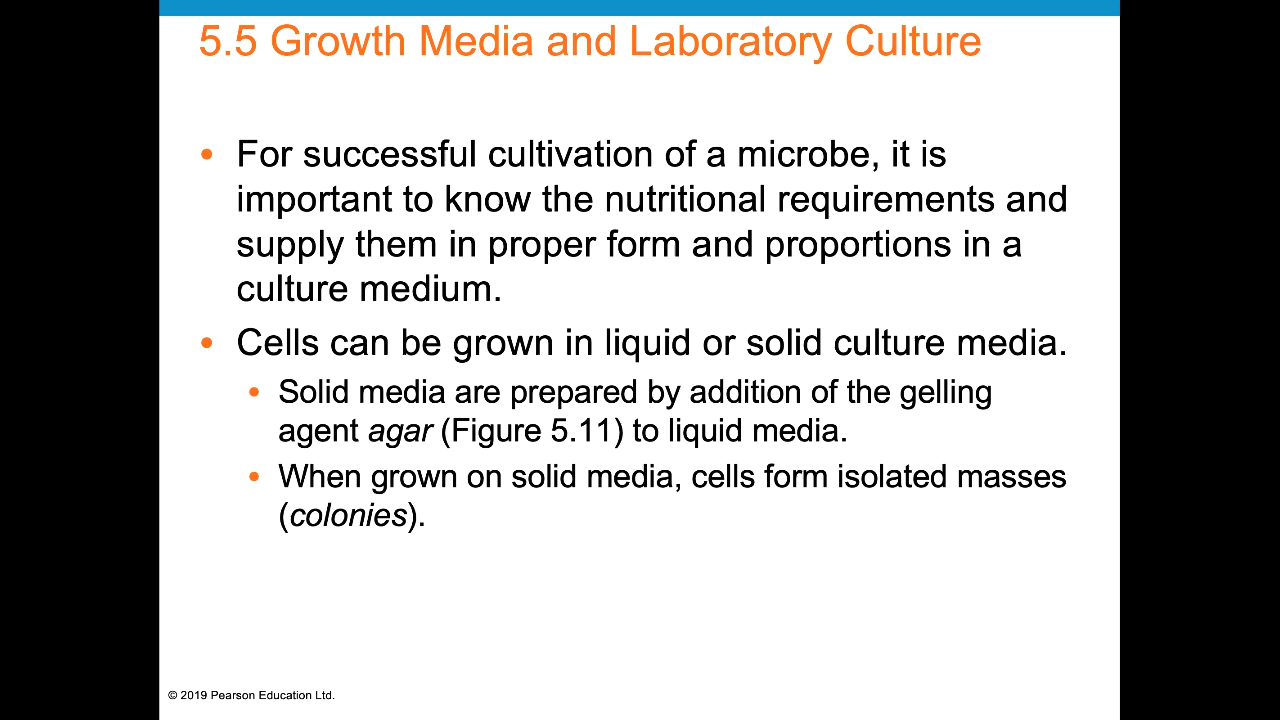 5.5 Growth Media and Laboratory Culture
• For successful cultivation of a microbe, it is
important to know the nutritional requirements and
supply them in proper form and proportions in a
culture medium.
• Cells can be grown in liquid or solid culture media.
• Solid media are prepared by addition of the gelling
agent agar (Figure 5.11) to liquid media.
• When grown on solid media, cells form isolated masses
(colonies).
© 2019 Pearson Education Ltd.